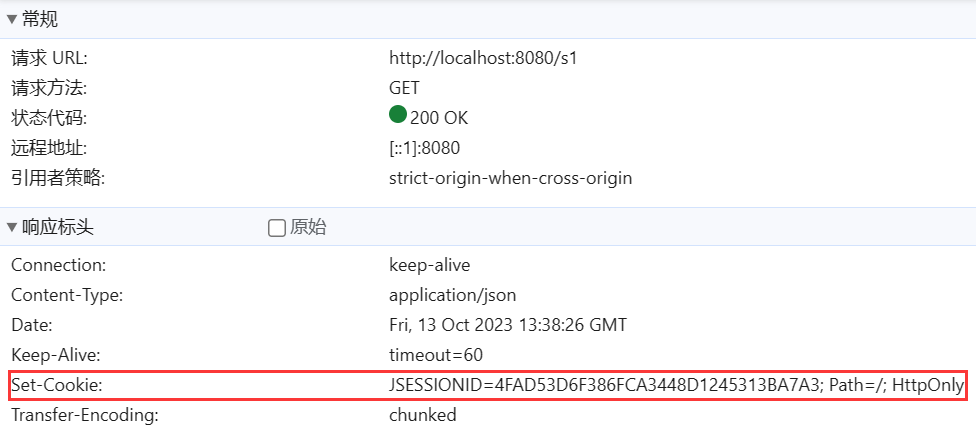 常规
请求 URL: http://localhost:8080/s1
请求方法: GET
状态代码: 200 OK
远程地址: [::1]:8080
引用者策略: strict-origin-when-cross-origin
响应标头 原始
Connection: keep-alive
Content-Type: application/json
Date: Fri, 13 Oct 2023 13:38:26 GMT
Keep-Alive: timeout=60
Set-Cookie: JSESSIONID=4FAD53D6F386FCA3448D1245313BA7A3; Path=/; HttpOnly
Transfer-Encoding: chunked